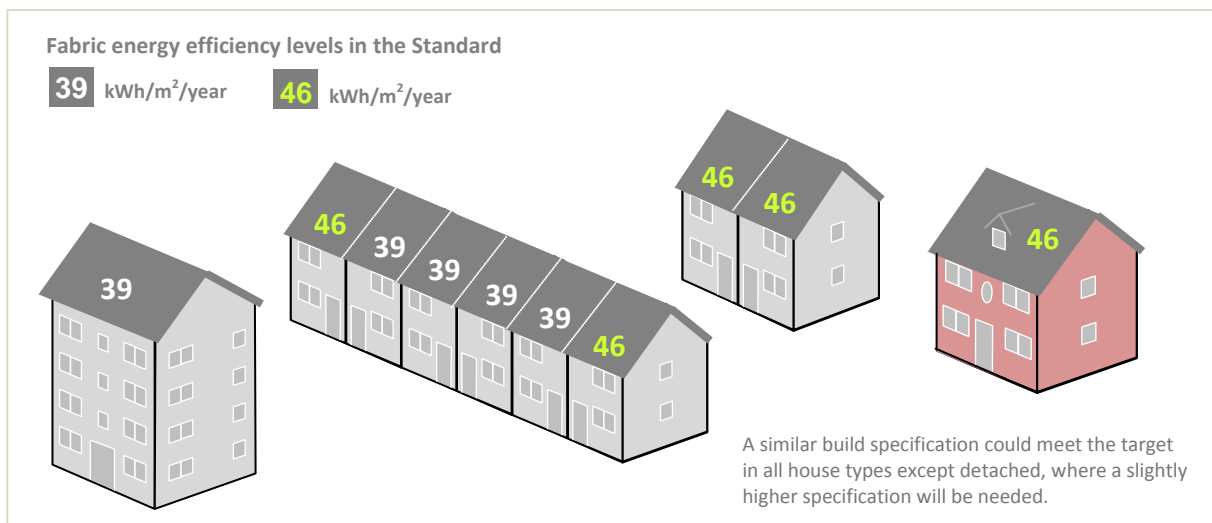 Fabric energy efficiency levels in the Standard
39 kWh/m²/year 46 kWh/m²/year
39
46
39
39
39
39
46
46
46
46
A similar build specification could meet the target
in all house types except detached, where a slightly
higher specification will be needed.